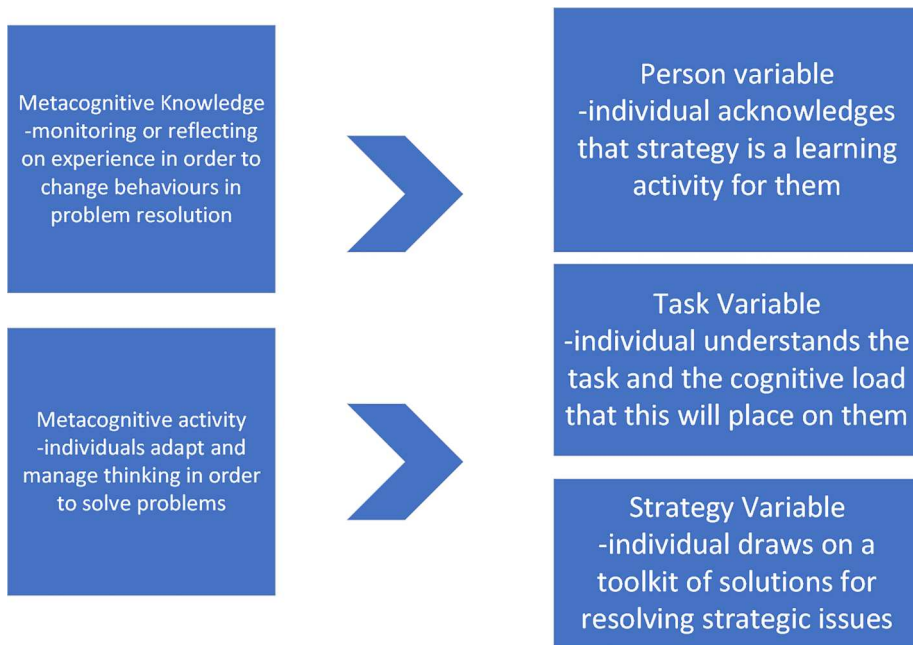 Metacognitive Knowledge
-monitoring or reflecting
on experience in order to
change behaviours in
problem resolution
Metacognitive activity
-individuals adapt and
manage thinking in order
to solve problems
Person variable
-individual acknowledges
that strategy is a learning
activity for them
Task Variable
-individual understands the
task and the cognitive load
that this will place on them
Strategy Variable
-individual draws on a
toolkit of solutions for
resolving strategic issues